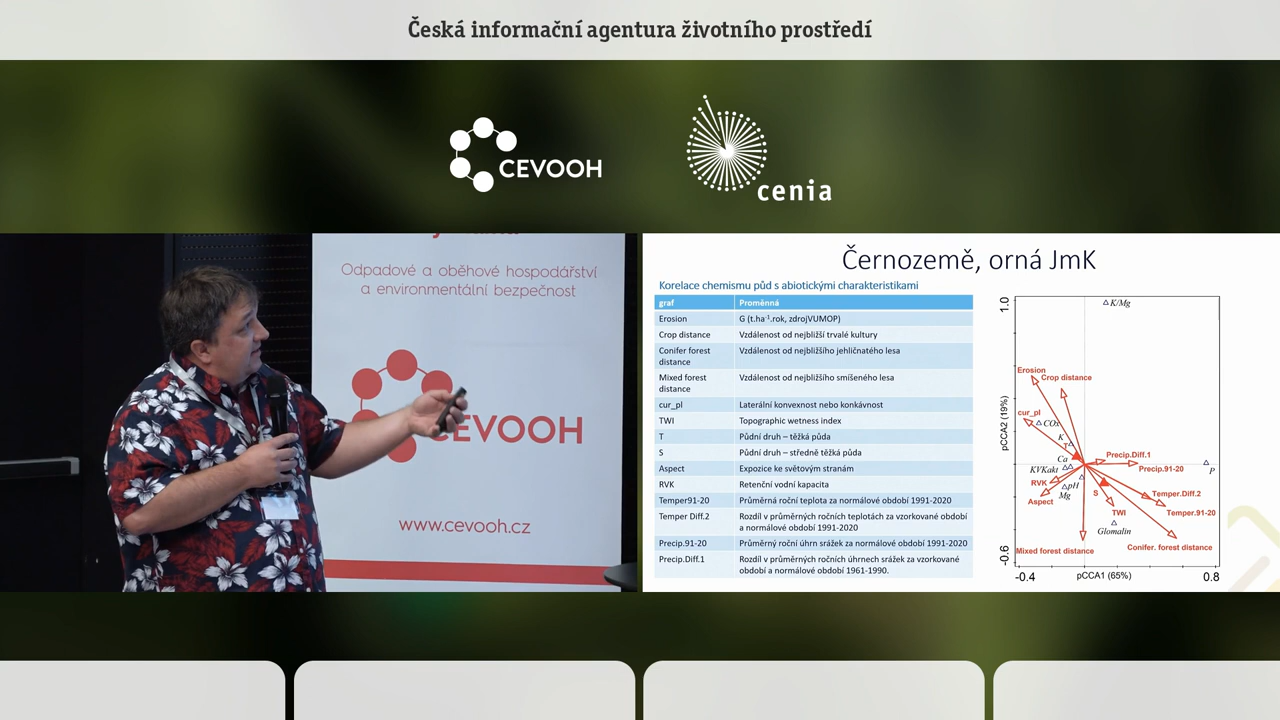 Česká informační agentura životního prostředí
CEVOOH
cenia
Odpadové a oběhové hospodářství
a environmentální bezpečnost
CEVOOH
www.cevooh.cz
Černozemě, orná JmK
Korelace chemismu půd s abiotickými charakteristikami
graf Proměnná
Erosion G (t.ha⁻¹.rok, zdrojVUMOP)
Crop distance Vzdálenost od nejbližší trvalé kultury
Conifer forest Vzdálenost od nejbližšího jehličnatého lesa
distance
Mixed forest Vzdálenost od nejbližšího smíšeného lesa
distance
cur_pl Laterální konvexnost nebo konkávnost
TWI Topographic wetness index
T Půdní druh – těžká půda
S Půdní druh – středně těžká půda
Aspect Expozice ke světovým stranám
RVK Retenční vodní kapacita
Temper91-20 Průměrná roční teplota za normálové období 1991-2020
Temper Diff.2 Rozdíl v průměrných ročních teplotách za vzorkované období
a normálové období 1991-2020
Precip.91-20 Průměrný roční úhrn srážek za normálové období 1991-2020
Precip.Diff.1 Rozdíl v průměrných ročních úhrnech srážek za vzorkované
období a normálové období 1961-1990.
1.0
K/Mg
Erosion
Crop distance
cur_pl
COx
K
T
Ca
Precip.Diff.1
KVKakt
Precip.91-20
P
RVK
pH
S
Temper.Diff.2
Mg
Aspect
TWI
Temper.91-20
Glomalin
Mixed forest distance
Conifer. forest distance
pCCA2 (19%)
-0.6
-0.4
pCCA1 (65%)
0.8